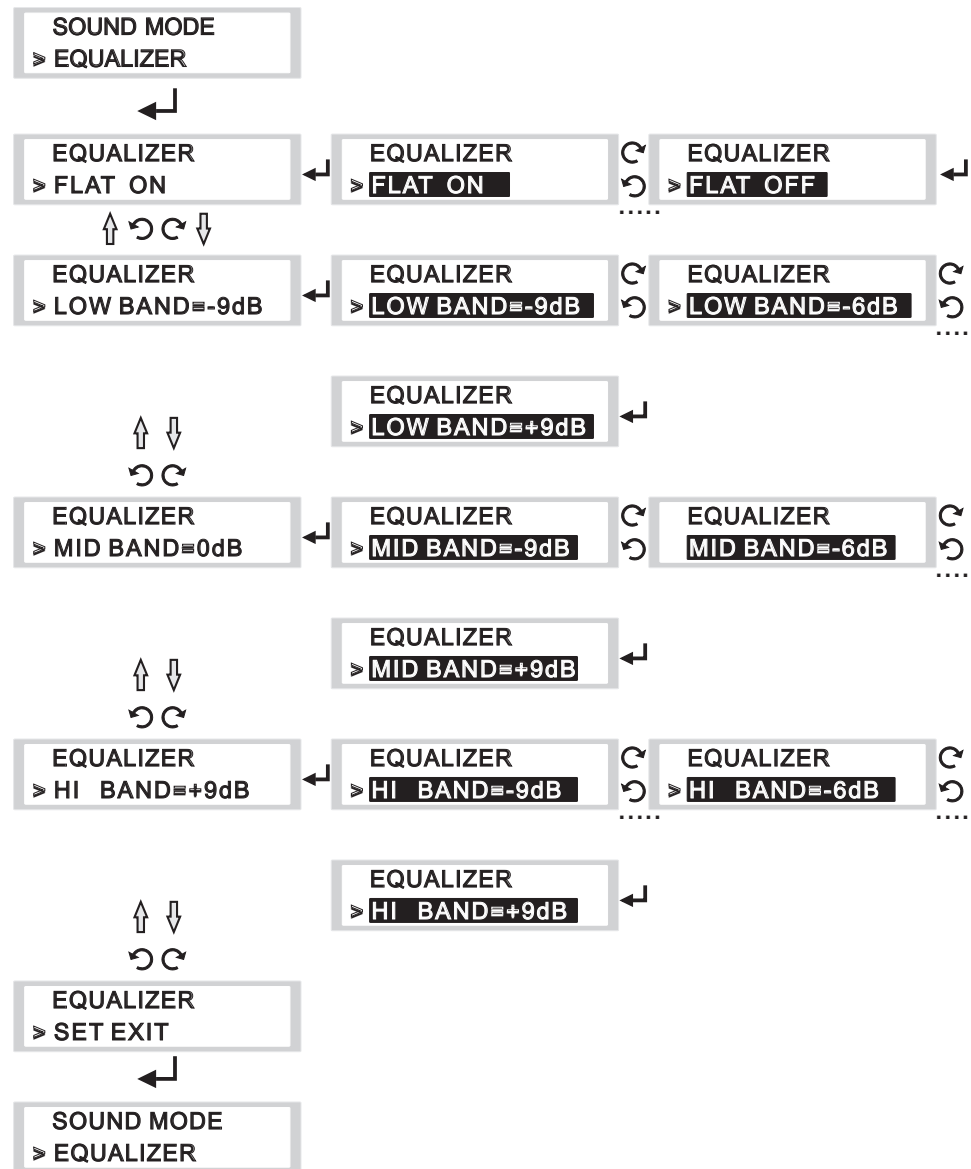 SOUND MODE
> EQUALIZER
EQUALIZER
> FLAT ON
EQUALIZER
> FLAT ON
EQUALIZER
> FLAT OFF
.....
EQUALIZER
> LOW BAND=-9dB
EQUALIZER
> LOW BAND=-9dB
EQUALIZER
> LOW BAND=-6dB
....
EQUALIZER
> LOW BAND=+9dB
EQUALIZER
> MID BAND=0dB
EQUALIZER
> MID BAND=-9dB
EQUALIZER
MID BAND=-6dB
....
EQUALIZER
> MID BAND=+9dB
EQUALIZER
> HI BAND=+9dB
EQUALIZER
> HI BAND=-9dB
.....
EQUALIZER
> HI BAND=-6dB
....
EQUALIZER
> HI BAND=+9dB
EQUALIZER
> SET EXIT
SOUND MODE
> EQUALIZER